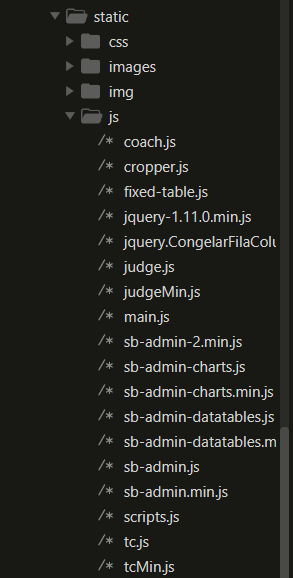 static
css
images
img
js
/* coach.js
/* cropper.js
/* fixed-table.js
/* jquery-1.11.0.min.js
/* jquery.CongelarFilaColu
/* judge.js
/* judgeMin.js
/* main.js
/* sb-admin-2.min.js
/* sb-admin-charts.js
/* sb-admin-charts.min.js
/* sb-admin-datatables.js
/* sb-admin-datatables.m
/* sb-admin.js
/* sb-admin.min.js
/* scripts.js
/* tc.js
/* tcMin.js